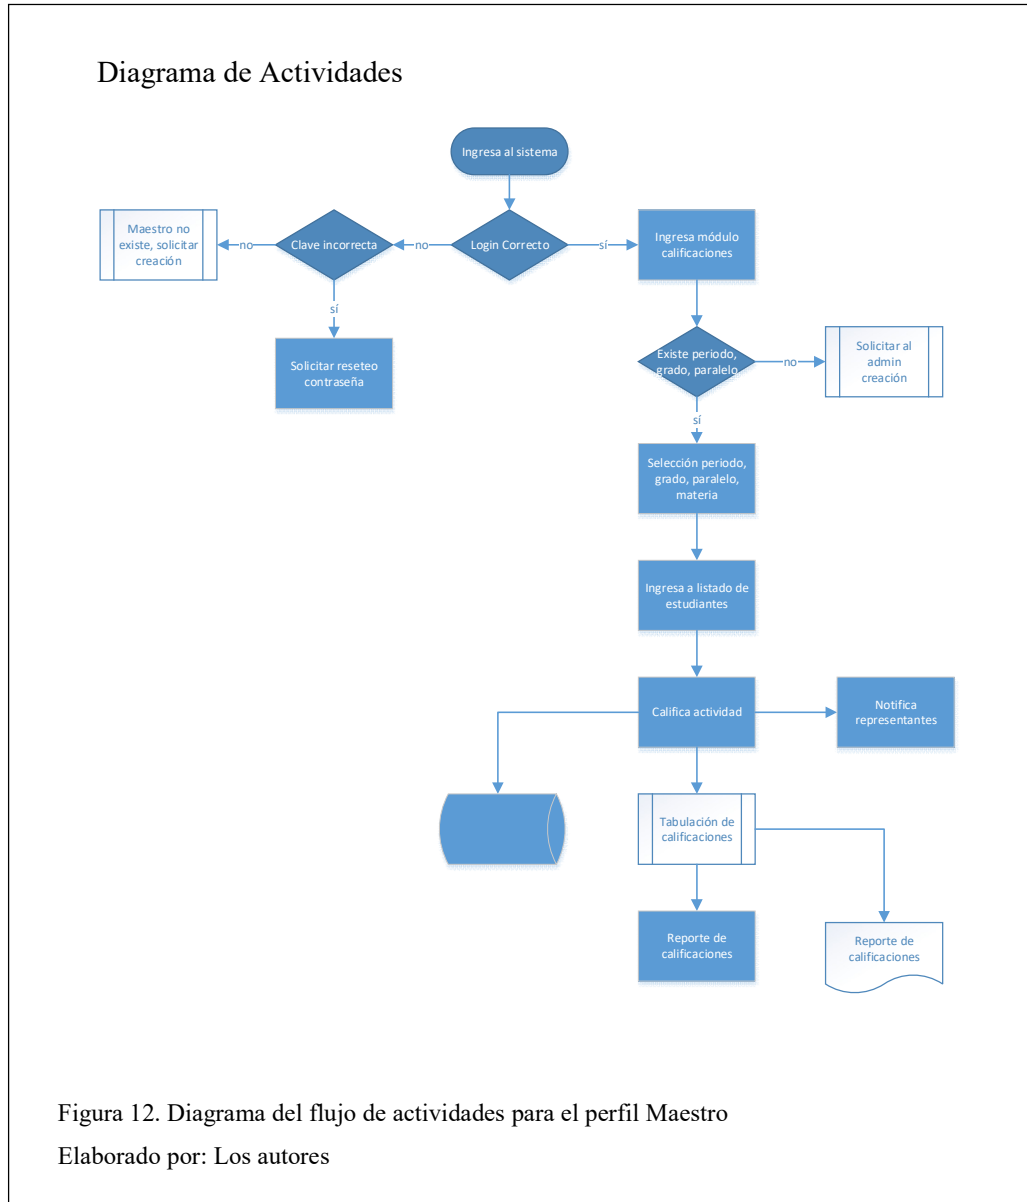 Diagrama de Actividades
Ingresa al sistema
Maestro no
existe, solicitar
creación
no
Clave incorrecta
no
Login Correcto
sí
Ingresa módulo
calificaciones
sí
Solicitar reseteo
contraseña
Existe periodo,
grado, paralelo
no
Solicitar al
admin
creación
sí
Selección periodo,
grado, paralelo,
materia
Ingresa a listado de
estudiantes
Califica actividad
Notifica
representantes
Tabulación de
calificaciones
Reporte de
calificaciones
Reporte de
calificaciones
Figura 12. Diagrama del flujo de actividades para el perfil Maestro
Elaborado por: Los autores